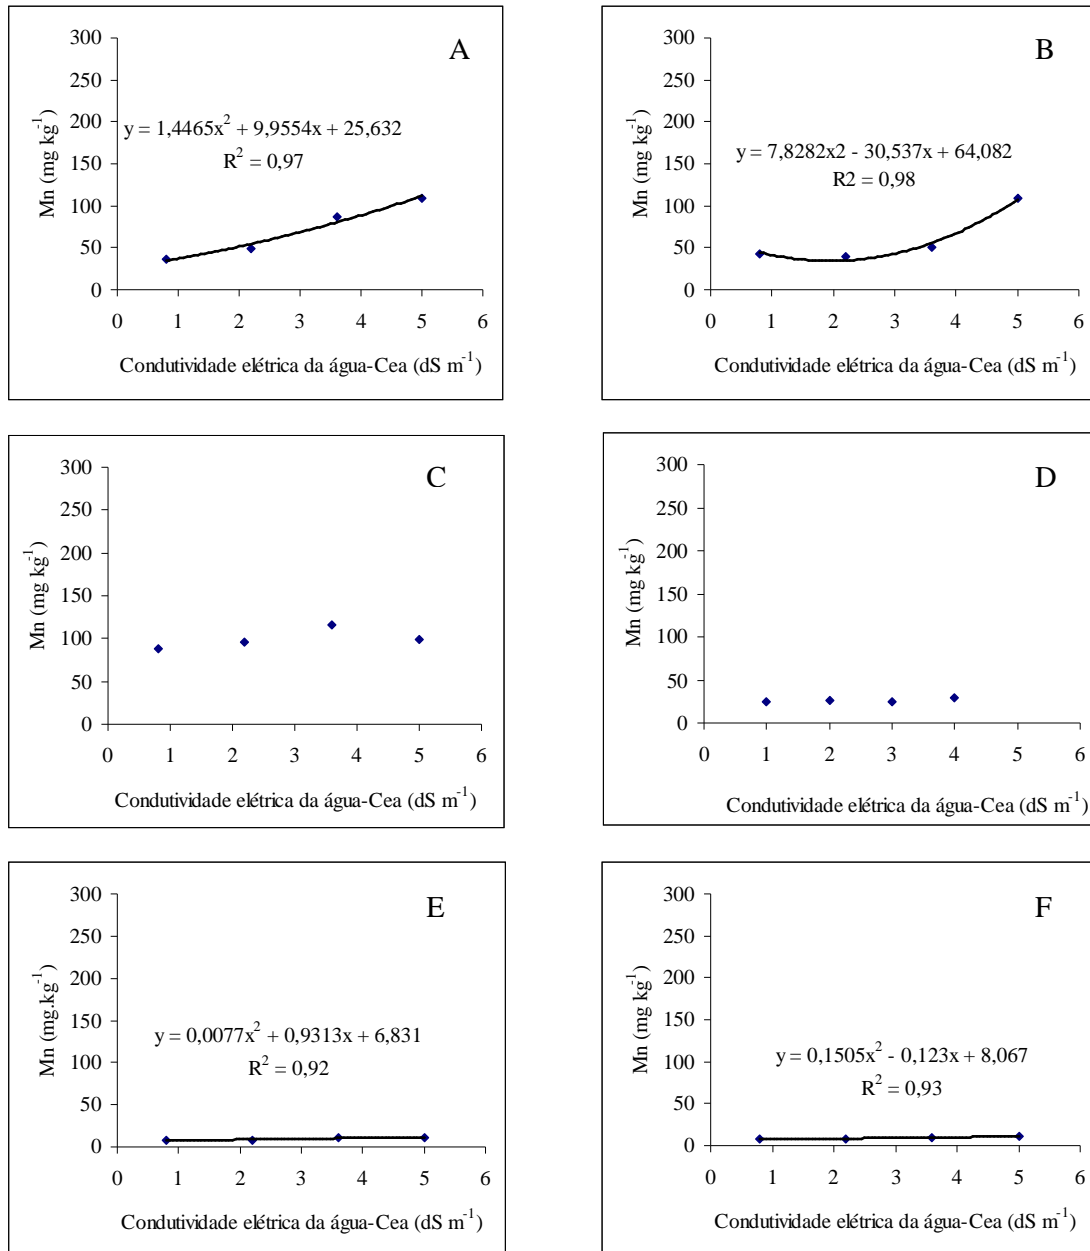 A
300
250
200
150
100
50
0
Mn (mg kg⁻¹)
y = 1,4465x² + 9,9554x + 25,632
R² = 0,97
0 1 2 3 4 5 6
Condutividade elétrica da água-Cea (dS m⁻¹)
B
300
250
200
150
100
50
0
Mn (mg kg⁻¹)
y = 7,8282x2 - 30,537x + 64,082
R2 = 0,98
0 1 2 3 4 5 6
Condutividade elétrica da água-Cea (dS m⁻¹)
C
300
250
200
150
100
50
0
Mn (mg kg⁻¹)
0 1 2 3 4 5 6
Condutividade elétrica da água-Cea (dS m⁻¹)
D
300
250
200
150
100
50
0
Mn (mg kg⁻¹)
0 1 2 3 4 5 6
Condutividade elétrica da água-Cea (dS m⁻¹)
E
300
250
200
150
100
50
0
Mn (mg.kg⁻¹)
y = 0,0077x² + 0,9313x + 6,831
R² = 0,92
0 1 2 3 4 5 6
Condutividade elétrica da água-Cea (dS m⁻¹)
F
300
250
200
150
100
50
0
Mn (mg kg⁻¹)
y = 0,1505x² - 0,123x + 8,067
R² = 0,93
0 1 2 3 4 5 6
Condutividade elétrica da água-Cea (dS m⁻¹)